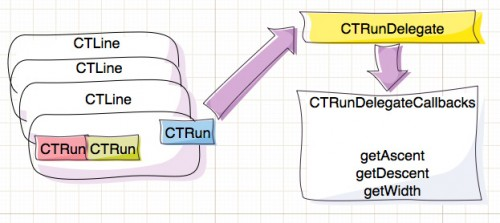 CTLine
CTLine
CTLine
CTRun
CTRun
CTRun
CTRunDelegate
CTRunDelegateCallbacks
getAscent
getDescent
getWidth